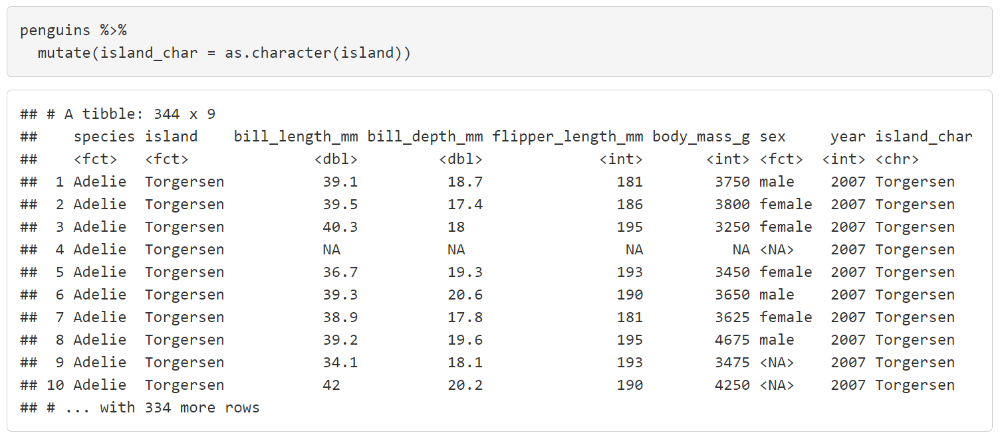 penguins %>%
  mutate(island_char = as.character(island))
## # A tibble: 344 x 9
##    species island    bill_length_mm bill_depth_mm flipper_length_mm body_mass_g sex     year island_char
##    <fct>   <fct>              <dbl>         <dbl>             <int>       <int> <fct>  <int> <chr>
##  1 Adelie  Torgersen           39.1          18.7               181        3750 male    2007 Torgersen
##  2 Adelie  Torgersen           39.5          17.4               186        3800 female  2007 Torgersen
##  3 Adelie  Torgersen           40.3          18                 195        3250 female  2007 Torgersen
##  4 Adelie  Torgersen           NA            NA                  NA          NA <NA>    2007 Torgersen
##  5 Adelie  Torgersen           36.7          19.3               193        3450 female  2007 Torgersen
##  6 Adelie  Torgersen           39.3          20.6               190        3650 male    2007 Torgersen
##  7 Adelie  Torgersen           38.9          17.8               181        3625 female  2007 Torgersen
##  8 Adelie  Torgersen           39.2          19.6               195        4675 male    2007 Torgersen
##  9 Adelie  Torgersen           34.1          18.1               193        3475 <NA>    2007 Torgersen
## 10 Adelie  Torgersen           42            20.2               190        4250 <NA>    2007 Torgersen
## # ... with 334 more rows